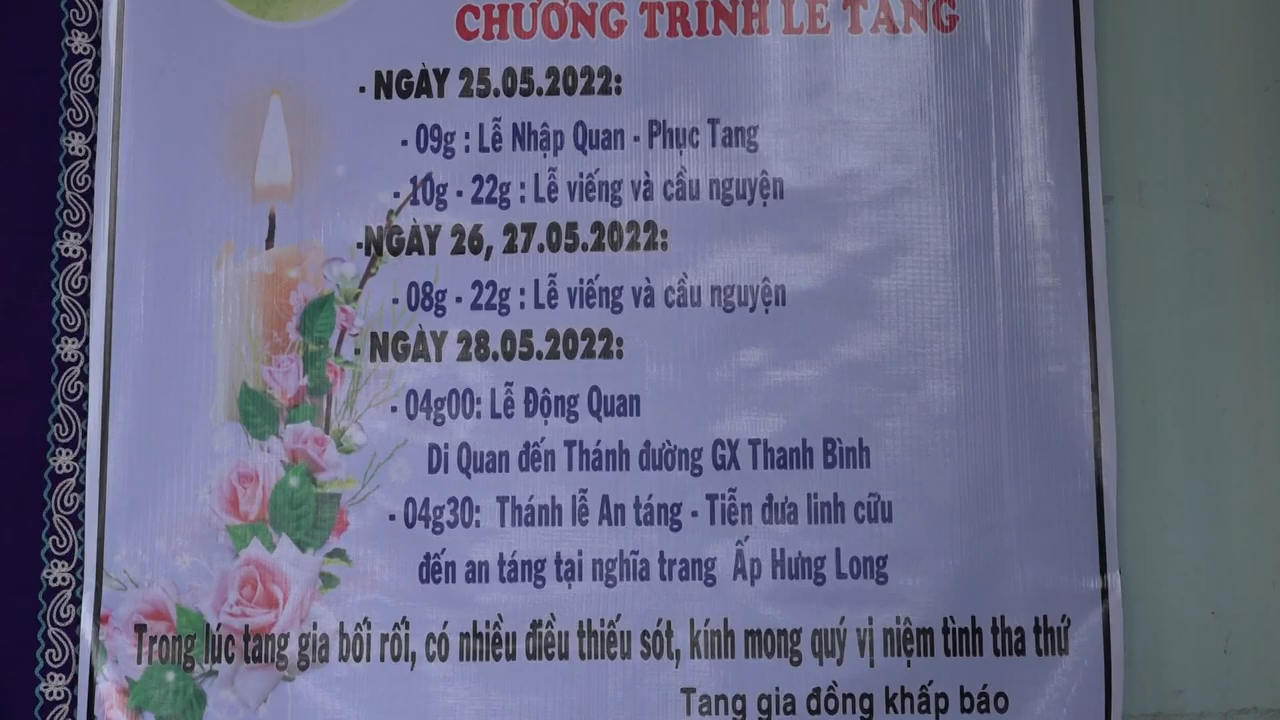 CHƯƠNG TRÌNH LỄ TANG
- NGÀY 25.05.2022:
- 09g : Lễ Nhập Quan - Phục Tang
- 10g - 22g : Lễ viếng và cầu nguyện
-NGÀY 26, 27.05.2022:
- 08g - 22g : Lễ viếng và cầu nguyện
- NGÀY 28.05.2022:
- 04g00: Lễ Động Quan
Di Quan đến Thánh đường GX Thanh Bình
- 04g30: Thánh lễ An táng - Tiễn đưa linh cữu
đến an táng tại nghĩa trang Ấp Hưng Long
Trong lúc tang gia bối rối, có nhiều điều thiếu sót, kính mong quý vị niệm tình tha thứ
Tang gia đồng khấp báo